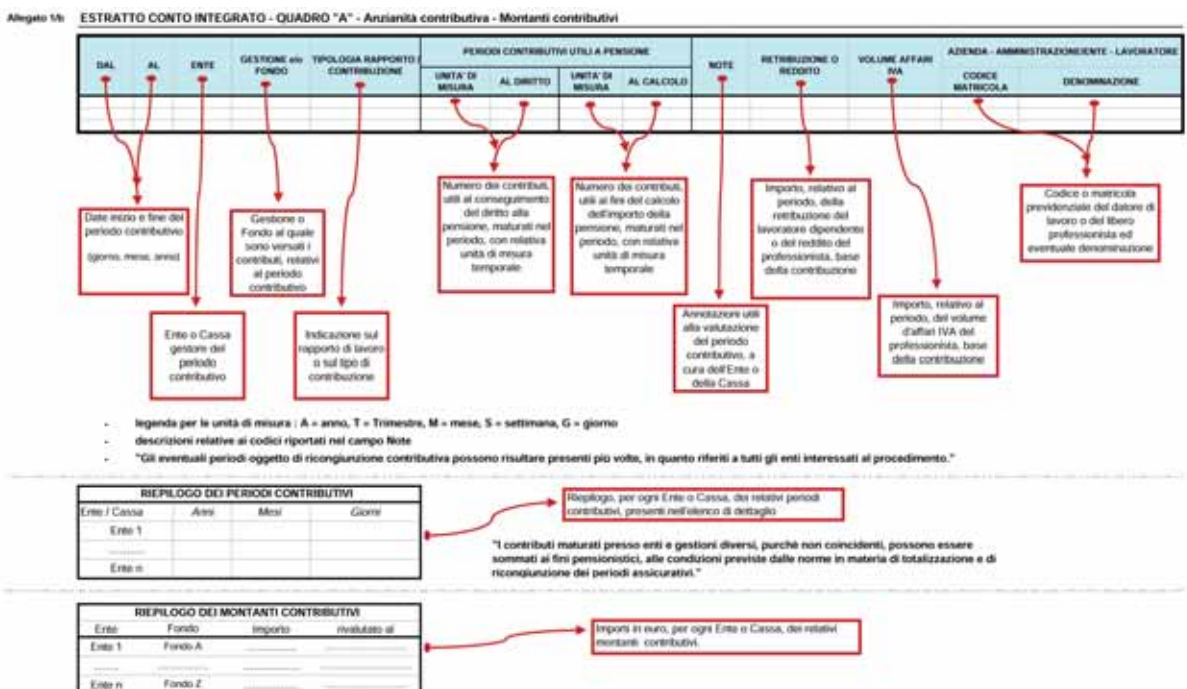 Allegato 1/b ESTRATTO CONTO INTEGRATO - QUADRO "A" - Anzianità contributiva - Montanti contributivi
DAL
AL
ENTE
GESTIONE e/o
FONDO
TIPOLOGIA RAPPORTO /
CONTRIBUZIONE
PERIODI CONTRIBUTIVI UTILI A PENSIONE
UNITA' DI
MISURA
AL DIRITTO
UNITA' DI
MISURA
AL CALCOLO
NOTE
RETRIBUZIONE O
REDDITO
VOLUME AFFARI
IVA
AZIENDA - AMMINISTRAZIONE/ENTE - LAVORATORE
CODICE
MATRICOLA
DENOMINAZIONE
Date inizio e fine del
periodo contributivio
(giorno, mese, anno)
Gestione o
Fondo al quale
sono versati i
contributi, relativi
al periodo
contributivo
Numero dei contributi,
utili al conseguimento
del diritto alla
pensione, maturati nel
periodo, con relativa
unità di misura
temporale
Numero dei contributi,
utili ai fini del calcolo
dell'importo della
pensione, maturati nel
periodo, con relativa
unità di misura
temporale
Importo, relativo al
periodo, della
retribuzione del
lavoratore dipendente
o del reddito del
professionista, base
della contribuzione
Codice o matricola
previdenziale del datore di
lavoro o del libero
professionista ed
eventuale denominazione
Ente o Cassa
gestore del
periodo
contributivo
Indicazione sul
rapporto di lavoro
o sul tipo di
contribuzione
Annotazioni utili
alla valutazione
del periodo
contributivo, a
cura dell'Ente o
della Cassa
Importo, relativo al
periodo, del volume
d'affari IVA del
professionista, base
della contribuzione
- legenda per le unità di misura : A = anno, T = Trimestre, M = mese, S = settimana, G = giorno
- descrizioni relative ai codici riportati nel campo Note
- "Gli eventuali periodi oggetto di ricongiunzione contributiva possono risultare presenti più volte, in quanto riferiti a tutti gli enti interessati al procedimento."
RIEPILOGO DEI PERIODI CONTRIBUTIVI
Ente / Cassa Anni Mesi Giorni
Ente 1
..........
Ente n
Riepilogo, per ogni Ente o Cassa, dei relativi periodi
contributivi, presenti nell'elenco di dettaglio
"I contributi maturati presso enti e gestioni diversi, purchè non coincidenti, possono essere
sommati ai fini pensionistici, alle condizioni previste dalle norme in materia di totalizzazione e di
ricongiunzione dei periodi assicurativi."
RIEPILOGO DEI MONTANTI CONTRIBUTIVI
Ente Fondo Importo rivalutato al
Ente 1 Fondo A .............. ......................
....... .............. .............. ......................
Ente n Fondo Z .............. ......................
Importi in euro, per ogni Ente o Cassa, dei relativi
montanti contributivi.